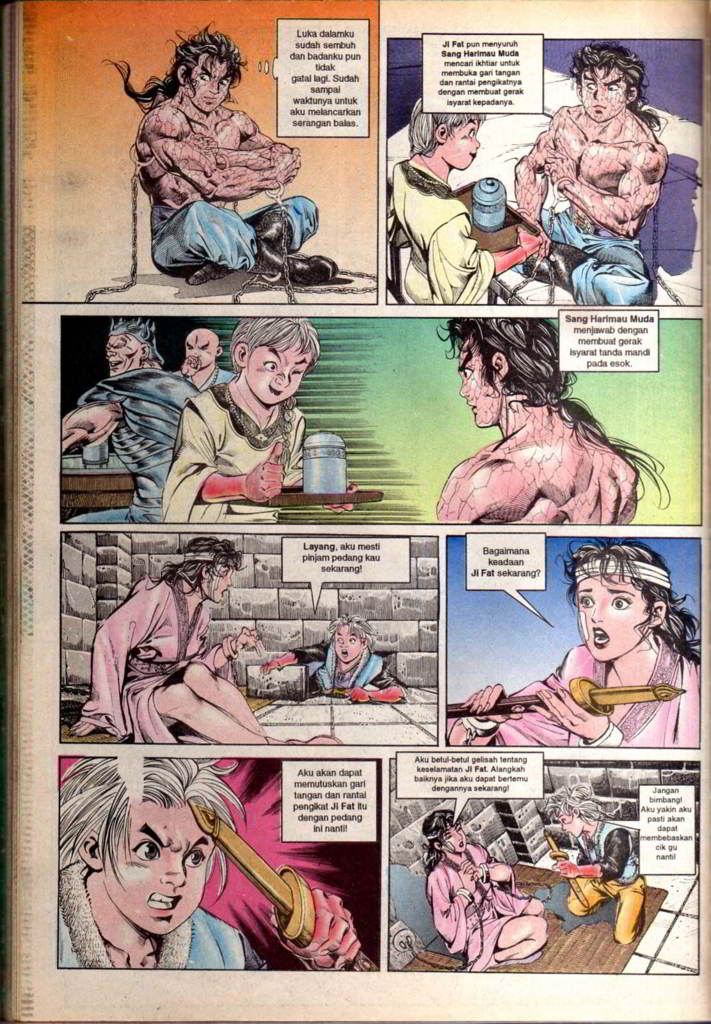 Luka dalamku
sudah sembuh
dan badanku pun
tidak
gatal lagi. Sudah
sampai
waktunya untuk
aku melancarkan
serangan balas.
Ji Fat pun menyuruh
Sang Harimau Muda
mencari ikhtiar untuk
membuka gari tangan
dan rantai pengikatnya
dengan membuat gerak
isyarat kepadanya.
Sang Harimau Muda
menjawab dengan
membuat gerak
isyarat tanda mandi
pada esok.
Layang, aku mesti
pinjam pedang kau
sekarang!
Bagaimana
keadaan
Ji Fat sekarang?
Aku akan dapat
memutuskan gari
tangan dan rantai
pengikat Ji Fat itu
dengan pedang
ini nanti!
Aku betul-betul gelisah tentang
keselamatan Ji Fat. Alangkah
baiknya jika aku dapat bertemu
dengannya sekarang!
Jangan
bimbang!
Aku yakin aku
pasti akan
dapat
membebaskan
cik gu
nanti!